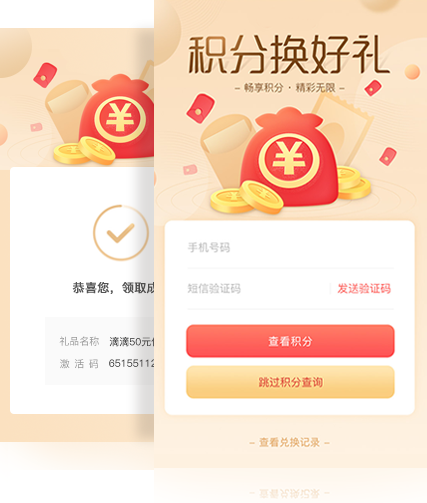 积分换好礼
– 畅享积分 · 精彩无限 –
¥
手机号码
短信验证码
发送验证码
查看积分
跳过积分查询
– 查看兑换记录 –
¥
恭喜您，领取成
礼品名称 滴滴50元
激活码 65155112